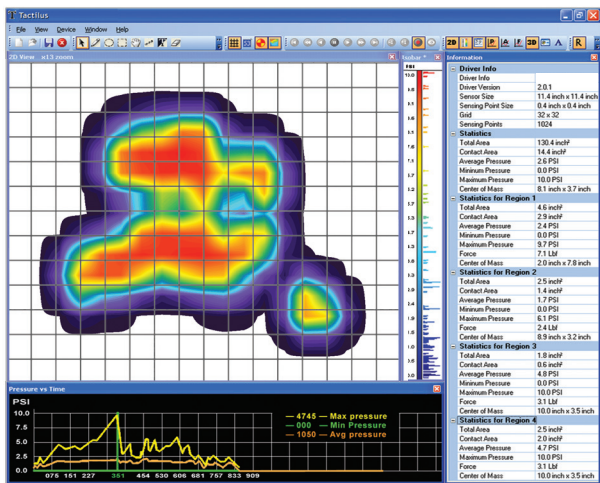 Tactilus
File View Device Window Help
2D 3D R
2D View n13 zoom
Isobar *
Information
PSI
10.0
Driver Info
Driver Info
Driver Version 2.0.1
Sensor Size 11.4 inch x 11.4 inch
Sensing Point Size 0.4 inch x 0.4 inch
Grid 32 x 32
Sensing Points 1024
Statistics
Total Area 130.4 inch²
Contact Area 14.4 inch²
Average Pressure 2.6 PSI
Minimum Pressure 0.0 PSI
Maximum Pressure 10.0 PSI
Center of Mass 8.1 inch x 3.7 inch
Statistics for Region 1
Total Area 4.6 inch²
Contact Area 2.9 inch²
Average Pressure 2.4 PSI
Minimum Pressure 0.0 PSI
Maximum Pressure 9.7 PSI
Force 7.1 Lbf
Center of Mass 2.0 inch x 7.8 inch
Statistics for Region 2
Total Area 2.5 inch²
Contact Area 1.4 inch²
Average Pressure 1.7 PSI
Minimum Pressure 0.0 PSI
Maximum Pressure 6.1 PSI
Force 2.4 Lbf
Center of Mass 8.9 inch x 3.2 inch
Statistics for Region 3
Total Area 1.8 inch²
Contact Area 0.6 inch²
Average Pressure 4.8 PSI
Minimum Pressure 0.0 PSI
Maximum Pressure 10.0 PSI
Force 3.1 Lbf
Center of Mass 10.0 inch x 3.5 inch
Statistics for Region 4
Total Area 2.5 inch²
Contact Area 2.0 inch²
Average Pressure 4.7 PSI
Maximum Pressure 10.0 PSI
Force 3.1 Lbf
Center of Mass 10.0 inch x 3.5 inch
Pressure vs Time
PSI
10.0
7.5
5.0
2.5
0.0
4745 Max pressure
000 Min Pressure
1050 Avg pressure
075 151 227 351 454 530 606 681 757 833 909